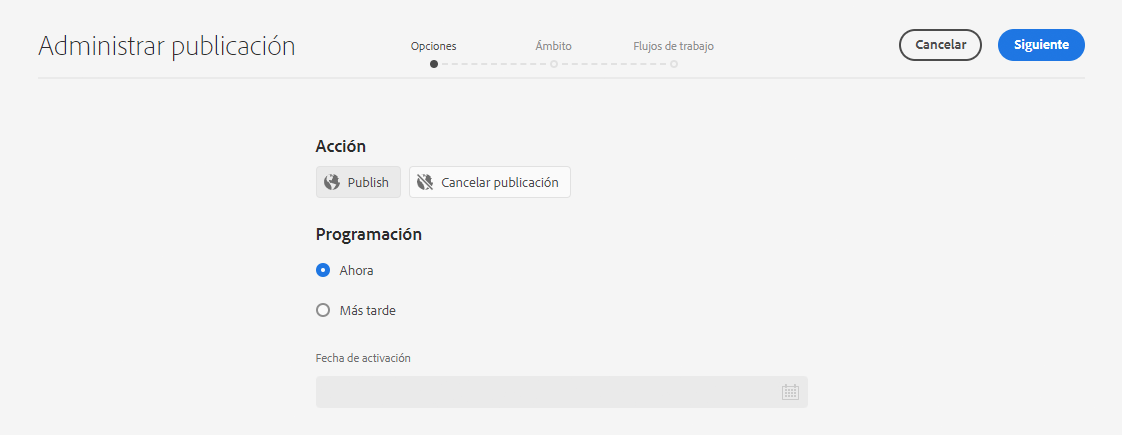 Administrar publicación
Opciones
Ámbito
Flujos de trabajo
Cancelar
Siguiente
Acción
Publish
Cancelar publicación
Programación
Ahora
Más tarde
Fecha de activación